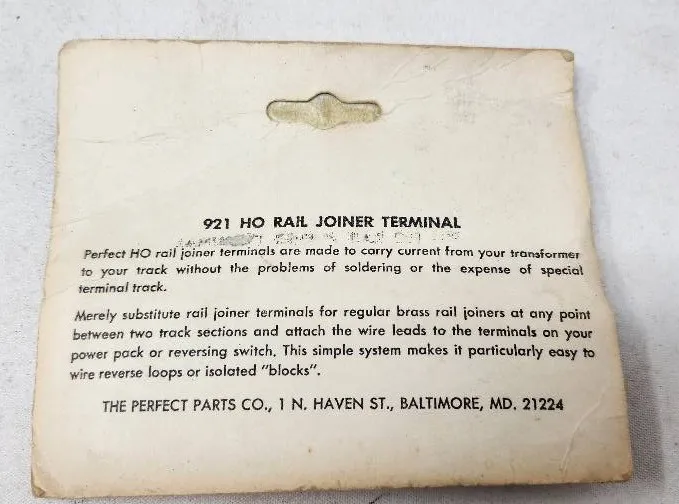 921 HO RAIL JOINER TERMINAL
Perfect HO rail joiner terminals are made to carry current from your transformer
to your track without the problems of soldering or the expense of special
terminal track.
Merely substitute rail joiner terminals for regular brass rail joiners at any point
between two track sections and attach the wire leads to the terminals on your
power pack or reversing switch. This simple system makes it particularly easy to
wire reverse loops or isolated "blocks".
THE PERFECT PARTS CO., 1 N. HAVEN ST., BALTIMORE, MD. 21224